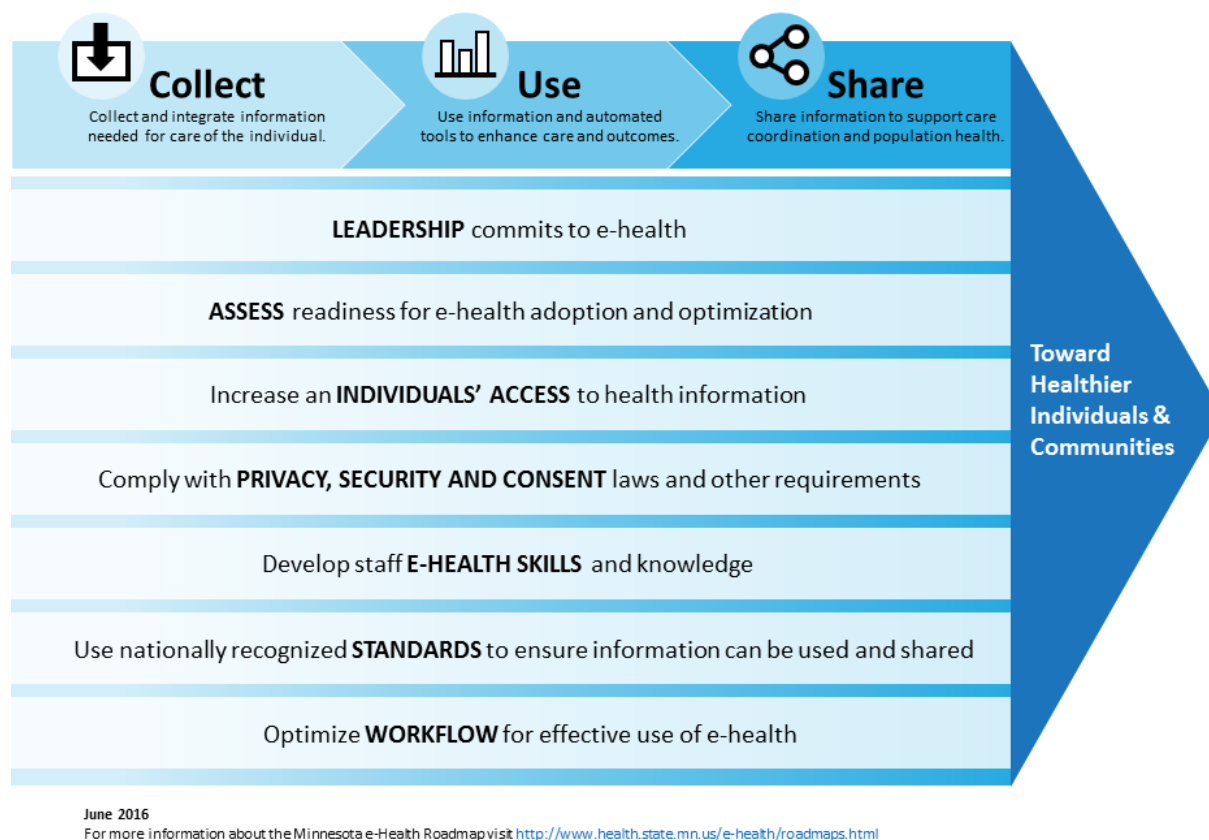 Collect
Collect and integrate information
needed for care of the individual.
Use
Use information and automated
tools to enhance care and outcomes.
Share
Share information to support care
coordination and population health.
LEADERSHIP commits to e-health
ASSESS readiness for e-health adoption and optimization
Increase an INDIVIDUALS’ ACCESS to health information
Comply with PRIVACY, SECURITY AND CONSENT laws and other requirements
Develop staff E-HEALTH SKILLS and knowledge
Use nationally recognized STANDARDS to ensure information can be used and shared
Optimize WORKFLOW for effective use of e-health
Toward
Healthier
Individuals &
Communities
June 2016
For more information about the Minnesota e-Health Roadmap visit http://www.health.state.mn.us/e-health/roadmaps.html